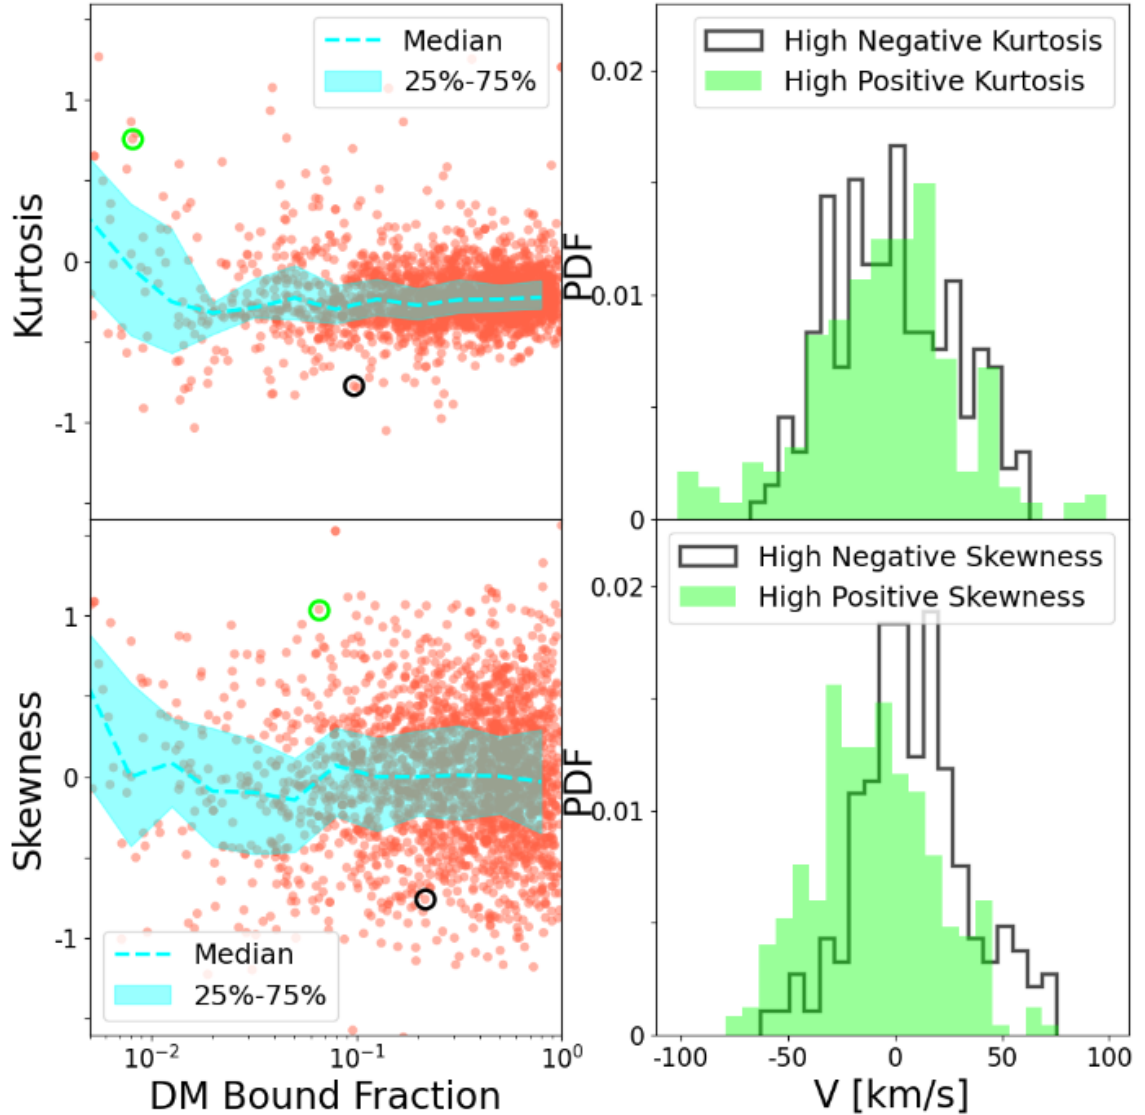 Median
25%-75%
1
0
-1
Kurtosis
High Negative Kurtosis
High Positive Kurtosis
0.02
0.01
0
PDF
Median
25%-75%
1
0
-1
Skewness
10⁻² 10⁻¹ 10⁰
DM Bound Fraction
High Negative Skewness
High Positive Skewness
0.02
0.01
0
PDF
-100 -50 0 50 100
V [km/s]